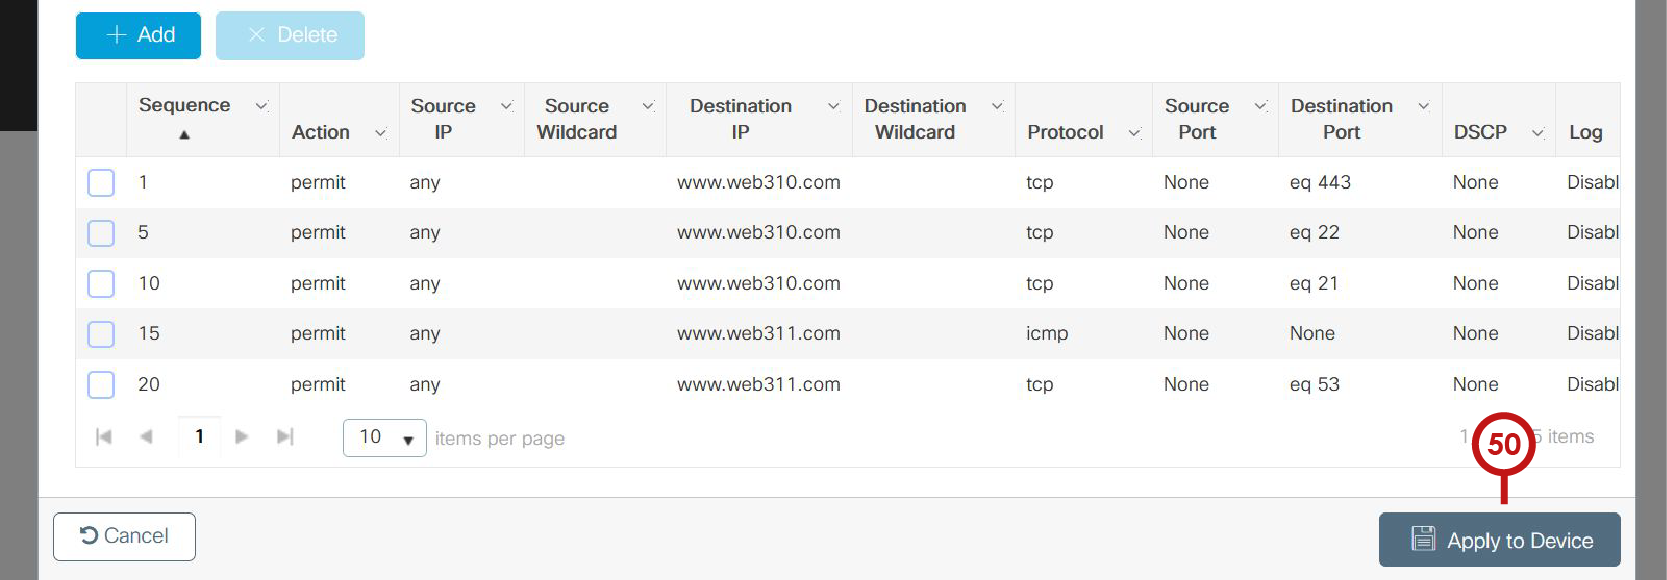 Add Delete
Sequence Action Source IP Source Wildcard Destination IP Destination Wildcard Protocol Source Port Destination Port DSCP Log
1 permit any www.web310.com tcp None eq 443 None Disabl
5 permit any www.web310.com tcp None eq 22 None Disabl
10 permit any www.web310.com tcp None eq 21 None Disabl
15 permit any www.web311.com icmp None None None Disabl
20 permit any www.web311.com tcp None eq 53 None Disabl
1 10 items per page 1 5 items
50
Cancel Apply to Device